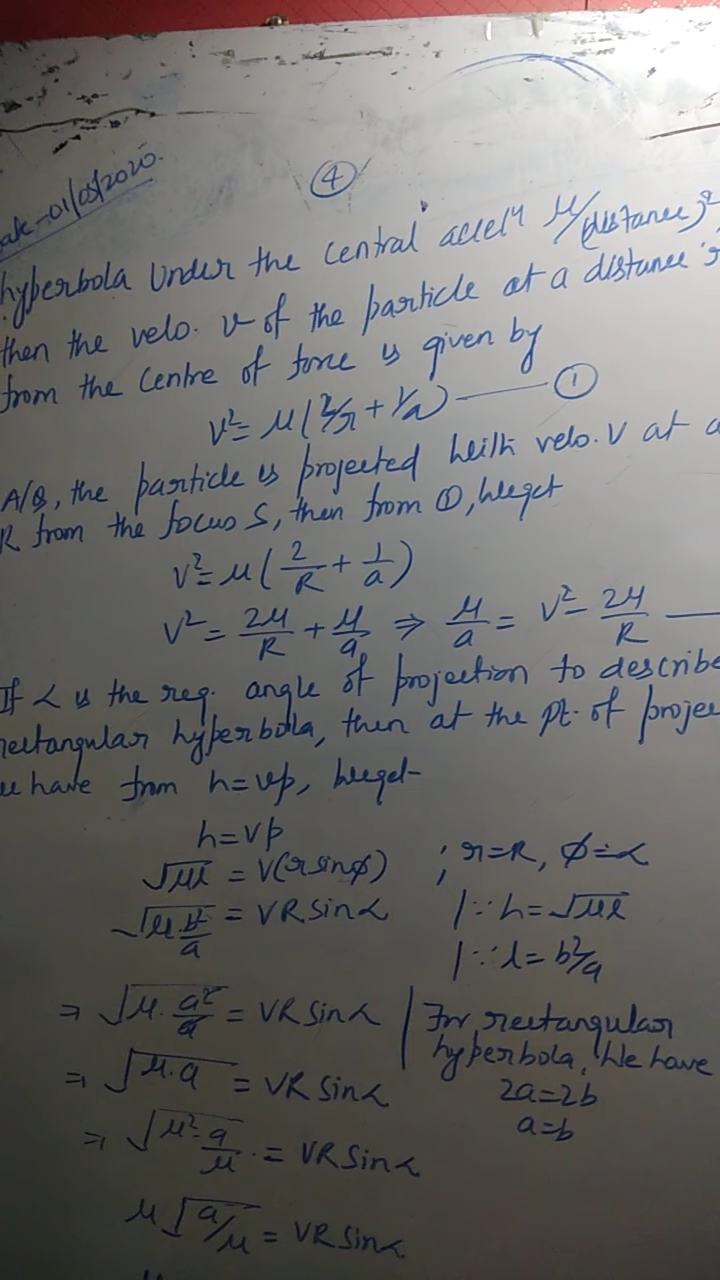 ④
-01/05/2020
hyperbola under the central accelⁿ μ/(distance)²
then the velo. v of the particle at a distance 'r
from the centre of force is given by
v² = μ(2/r + 1/a) —— ①
A/Q, the particle is projected with velo. V at a
R from the focus S, then from ①, we get
V² = μ(2/R + 1/a)
V² = 2μ/R + μ/a ⇒ μ/a = V² - 2μ/R ——
If α is the req. angle of projection to describe
rectangular hyperbola, then at the pt. of projec
we have from h=vp, we get-
h = vp
√μl = V(r sinφ) ; r=R, φ=α
√μ.b²/a = VR sinα | ∵ h=√μl
| ∵ l = b²/a
⇒ √μ.a²/a = VR sinα | For rectangular
hyperbola, We have
⇒ √μ.a = VR sinα
2a=2b
a=b
⇒ √μ².a/μ = VR sinα
μ√a/μ = VR sinα